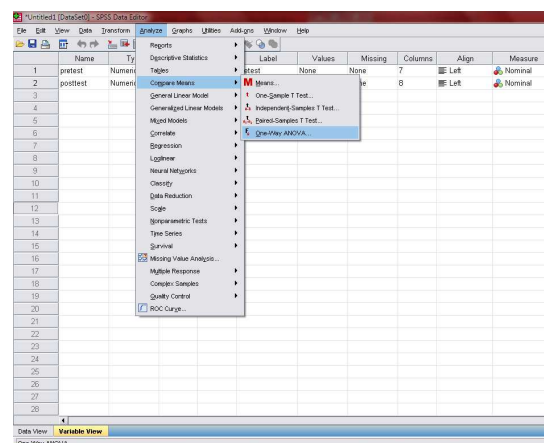 *Untitled1 [DataSet0] - SPSS Data Editor
File Edit View Data Transform Analyze Graphs Utilities Add-ons Window Help
Name Ty Label Values Missing Columns Align Measure
1 pretest Numeric etest None None 7 Left Nominal
2 posttest Numeric ne 8 Left Nominal
3
4
5
6
7
8
9
10
11
12
13
14
15
16
17
18
19
20
21
22
23
24
25
26
27
28
Reports
Descriptive Statistics
Tables
Compare Means
General Linear Model
Generalized Linear Models
Mixed Models
Correlate
Regression
Loglinear
Neural Networks
Classify
Data Reduction
Scale
Nonparametric Tests
Time Series
Survival
Missing Value Analysis...
Multiple Response
Complex Samples
Quality Control
ROC Curve...
M Means...
t One-Sample T Test...
Independent-Samples T Test...
Paired-Samples T Test...
One-Way ANOVA...
Data View Variable View
One-Way ANOVA